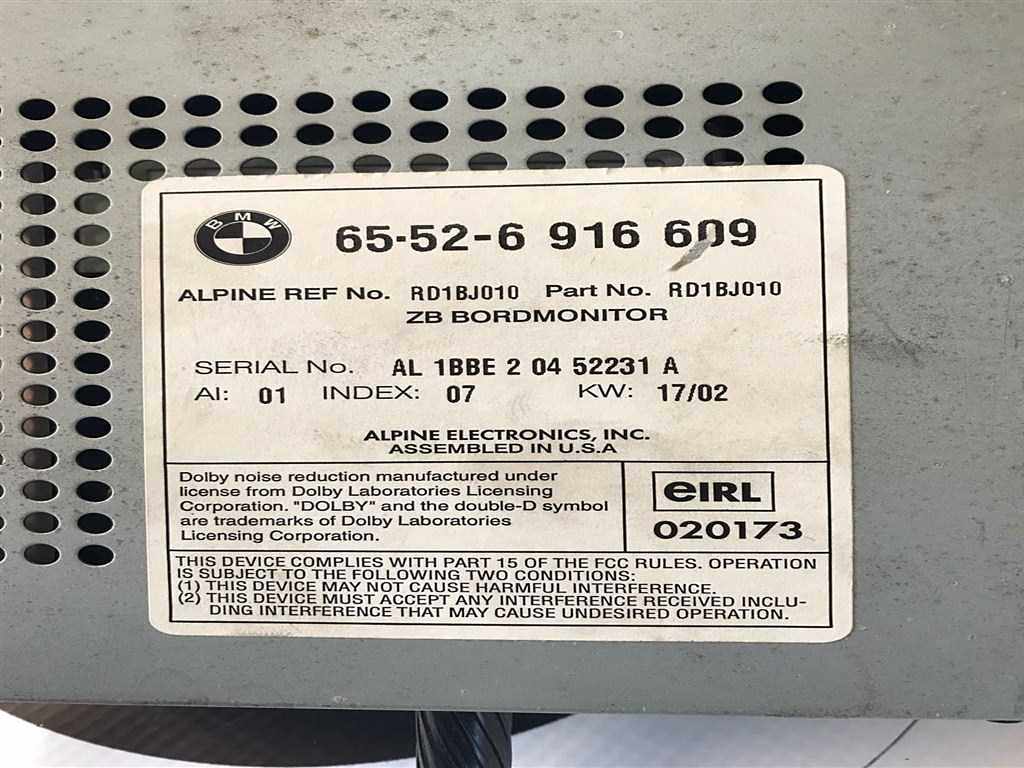 BMW
65-52-6 916 609
ALPINE REF No. RD1BJ010 Part No. RD1BJ010
ZB BORDMONITOR
SERIAL No. AL 1BBE 2 04 52231 A
AI: 01 INDEX: 07 KW: 17/02
ALPINE ELECTRONICS, INC.
ASSEMBLED IN U.S.A
Dolby noise reduction manufactured under
license from Dolby Laboratories Licensing
Corporation. "DOLBY" and the double-D symbol
are trademarks of Dolby Laboratories
Licensing Corporation.
eIRL
020173
THIS DEVICE COMPLIES WITH PART 15 OF THE FCC RULES. OPERATION
IS SUBJECT TO THE FOLLOWING TWO CONDITIONS:
(1) THIS DEVICE MAY NOT CAUSE HARMFUL INTERFERENCE.
(2) THIS DEVICE MUST ACCEPT ANY INTERFERENCE RECEIVED INCLU-
DING INTERFERENCE THAT MAY CAUSE UNDESIRED OPERATION.